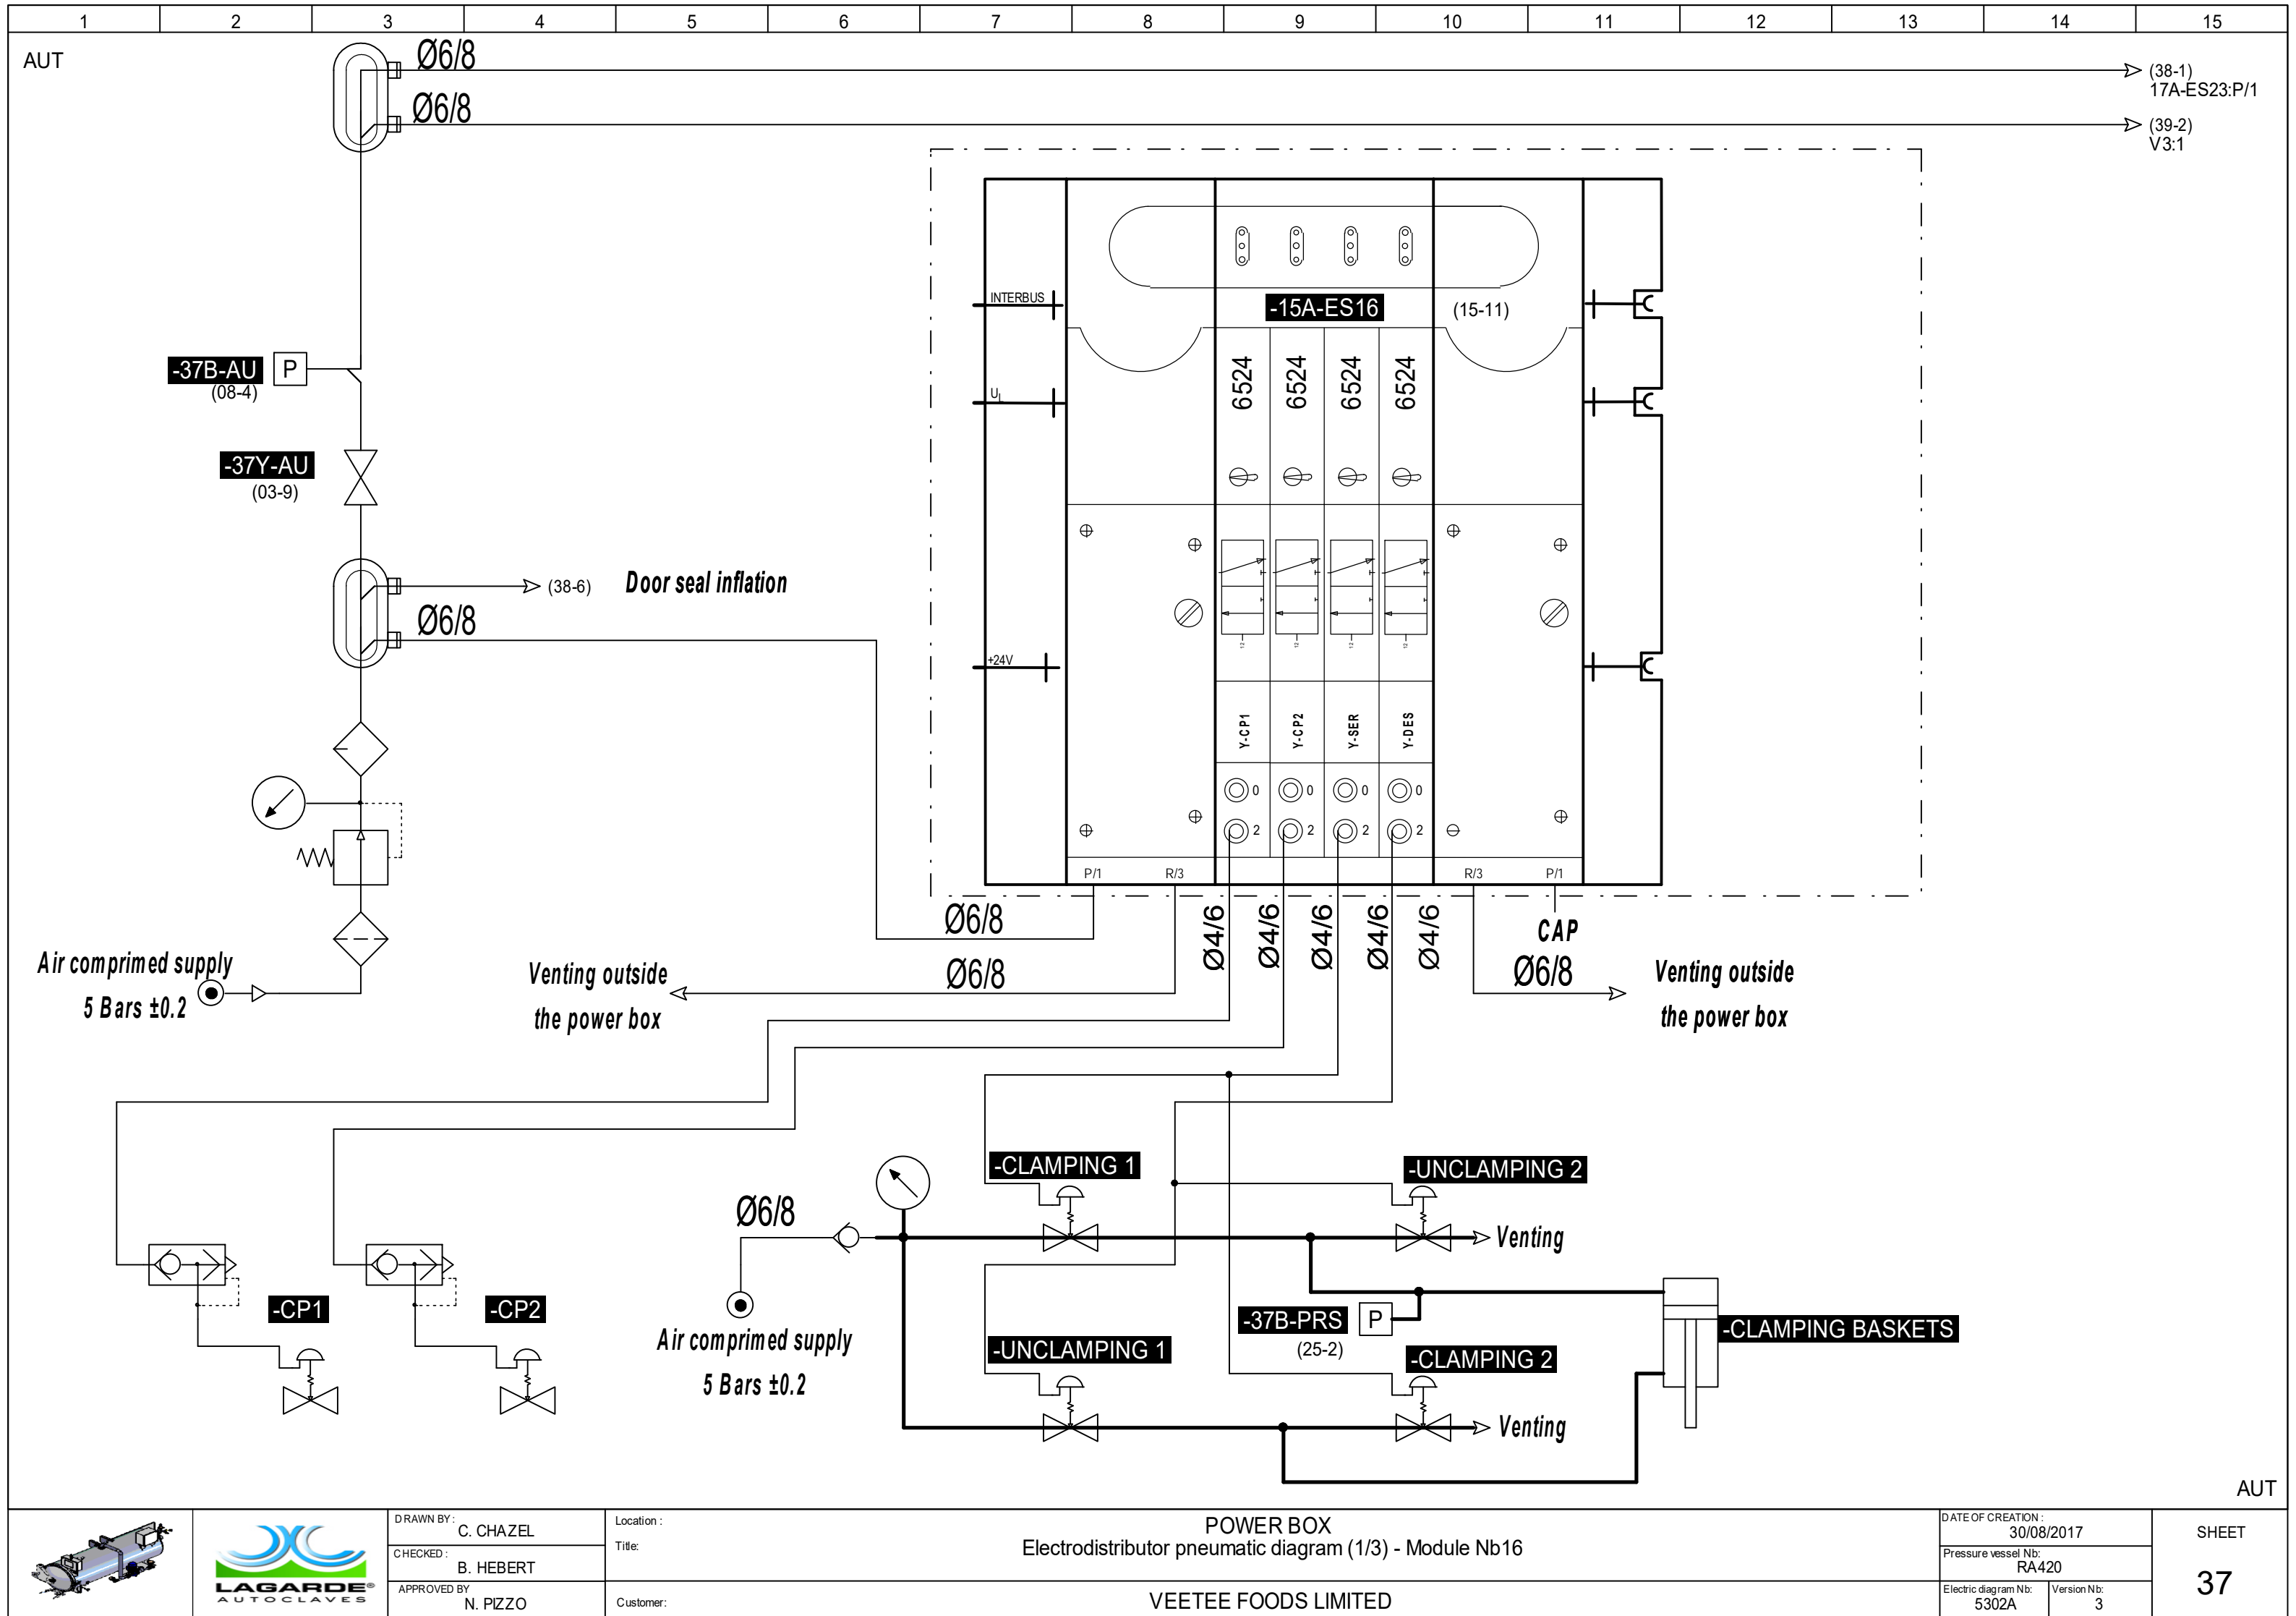 1 2 3 4 5 6 7 8 9 10 11 12 13 14 15
AUT
Ø6/8
(38-1)
17A-ES23:P/1
Ø6/8
(39-2)
V3:1
INTERBUS
-15A-ES16
(15-11)
-37B-AU
P
(08-4)
UL
6524 6524 6524 6524
-37Y-AU
(03-9)
(38-6)
Door seal inflation
Ø6/8
+24V
12 12 12 12
Y-CP1 Y-CP2 Y-SER Y-DES
0 0 0 0
2 2 2 2
P/1 R/3 R/3 P/1
Ø6/8
Ø4/6 Ø4/6 Ø4/6 Ø4/6 Ø4/6
CAP
Air comprimed supply
5 Bars ±0.2
Venting outside
the power box
Ø6/8
Ø6/8
Venting outside
the power box
-CLAMPING 1
-UNCLAMPING 2
Ø6/8
Venting
-CP1
-CP2
-37B-PRS
P
(25-2)
-CLAMPING BASKETS
Air comprimed supply
5 Bars ±0.2
-UNCLAMPING 1
-CLAMPING 2
Venting
AUT
LAGARDE®
AUTOCLAVES
DRAWN BY :
C. CHAZEL
CHECKED :
B. HEBERT
APPROVED BY
N. PIZZO
Location :
POWER BOX
Title:
Electrodistributor pneumatic diagram (1/3) - Module Nb16
Customer:
VEETEE FOODS LIMITED
DATE OF CREATION :
30/08/2017
Pressure vessel Nb:
RA420
Electric diagram Nb:
5302A
Version Nb:
3
SHEET
37